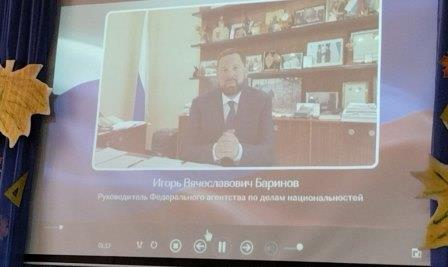 Игорь Вячеславович Баринов
Руководитель Федерального агентства по делам национальностей